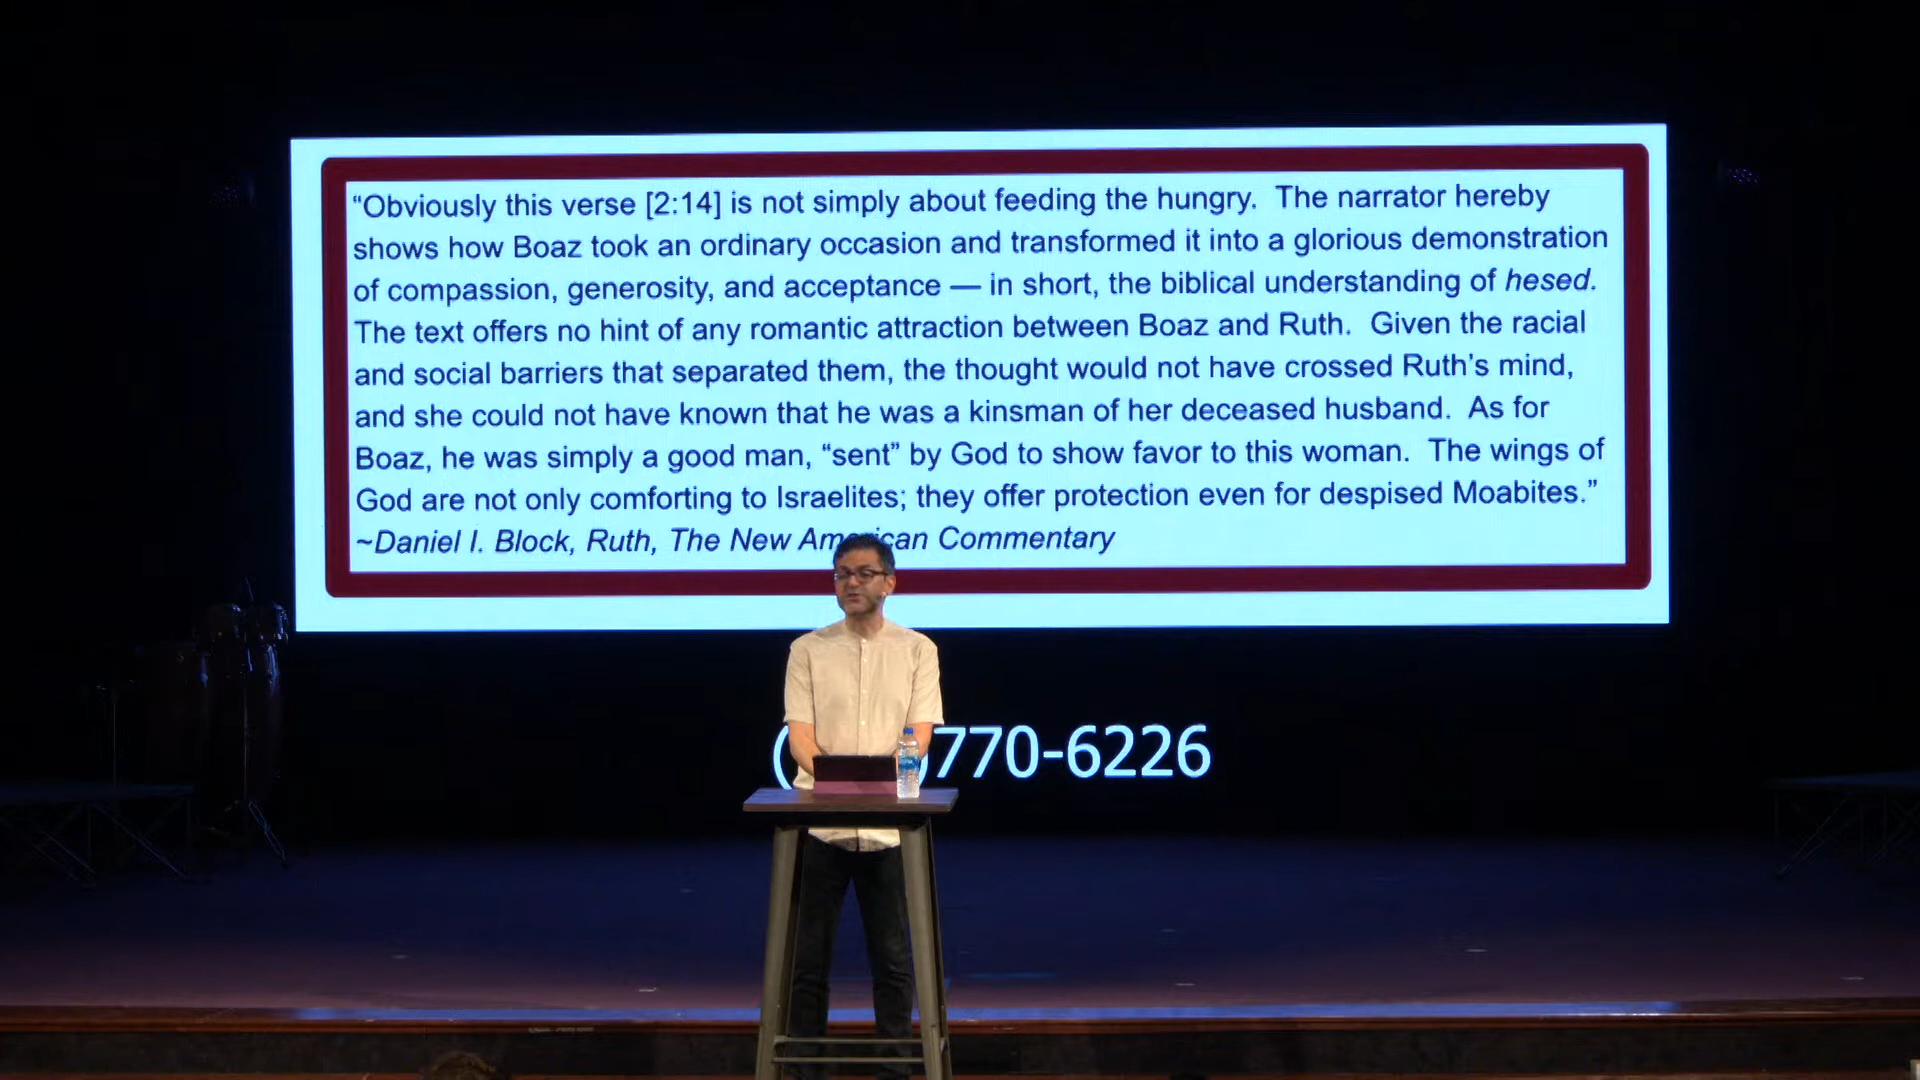 “Obviously this verse [2:14] is not simply about feeding the hungry. The narrator hereby
shows how Boaz took an ordinary occasion and transformed it into a glorious demonstration
of compassion, generosity, and acceptance — in short, the biblical understanding of hesed.
The text offers no hint of any romantic attraction between Boaz and Ruth. Given the racial
and social barriers that separated them, the thought would not have crossed Ruth’s mind,
and she could not have known that he was a kinsman of her deceased husband. As for
Boaz, he was simply a good man, “sent” by God to show favor to this woman. The wings of
God are not only comforting to Israelites; they offer protection even for despised Moabites.”
~Daniel I. Block, Ruth, The New American Commentary
770-6226